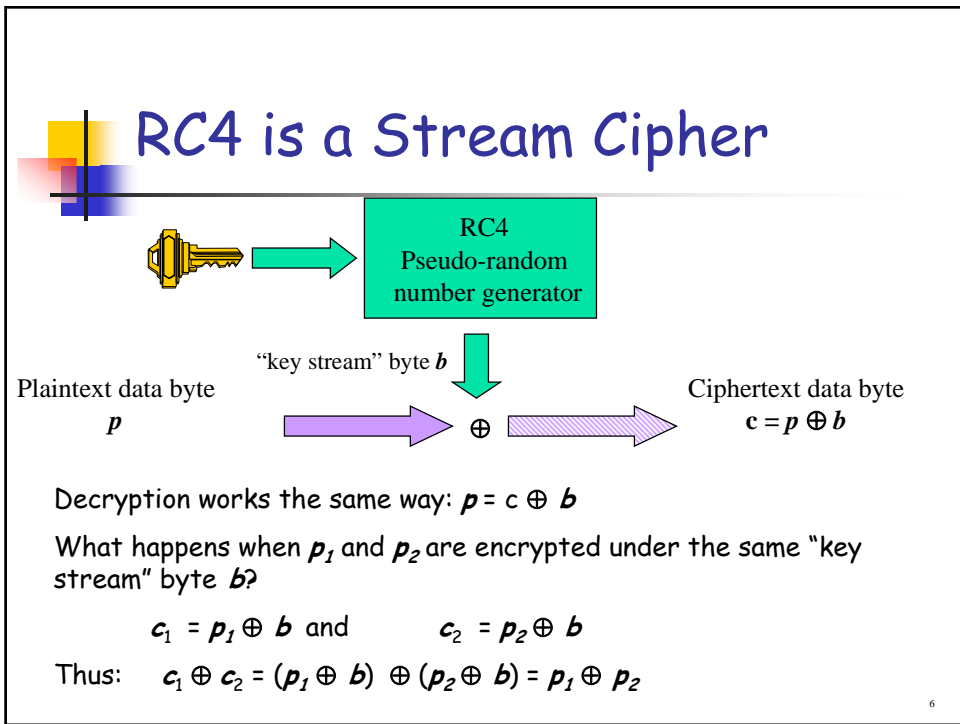 RC4 is a Stream Cipher
RC4
Pseudo-random
number generator
“key stream” byte b
Plaintext data byte
p
⊕
Ciphertext data byte
c = p ⊕ b
Decryption works the same way: p = c ⊕ b
What happens when p₁ and p₂ are encrypted under the same “key
stream” byte b?
c₁ = p₁ ⊕ b and c₂ = p₂ ⊕ b
Thus: c₁ ⊕ c₂ = (p₁ ⊕ b) ⊕ (p₂ ⊕ b) = p₁ ⊕ p₂
6